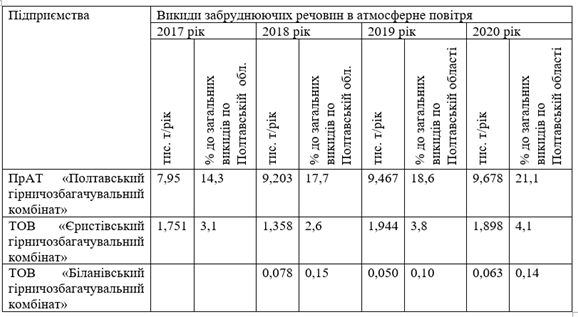 Підприємства
Викиди забруднюючих речовин в атмосферне повітря
2017 рік 2018 рік 2019 рік 2020 рік
тис. т/рік
% до загальних
викидів по
Полтавській обл.
тис. т/рік
% до загальних
викидів по
Полтавській обл.
тис. т/рік
% до загальних
викидів по
Полтавській області
тис. т/рік
% до загальних
викидів по
Полтавській області
ПрАТ «Полтавський 7,95 14,3 9,203 17,7 9,467 18,6 9,678 21,1
гірничозбагачувальний
комбінат»
ТОВ «Єристівський 1,751 3,1 1,358 2,6 1,944 3,8 1,898 4,1
гірничозбагачувальний
комбінат»
ТОВ «Біланівський 0,078 0,15 0,050 0,10 0,063 0,14
гірничозбагачувальний
комбінат»